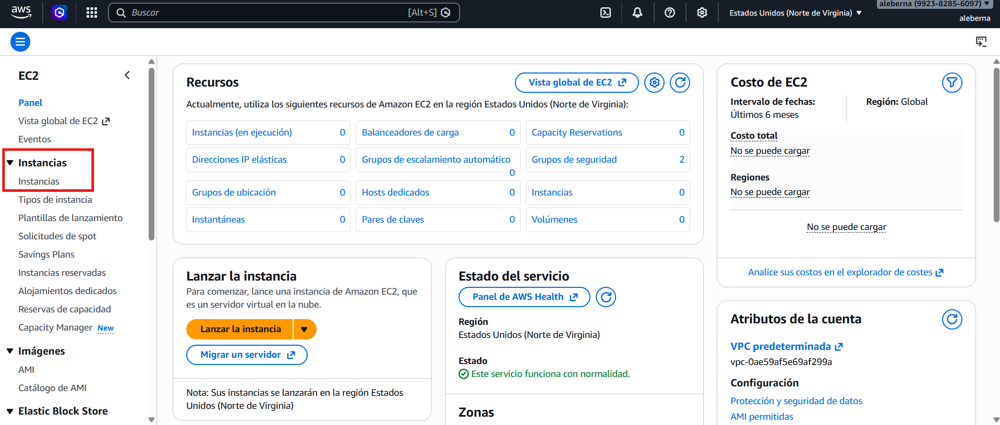 aws
Buscar
[Alt+S]
Estados Unidos (Norte de Virginia)
aleberna (9923-8285-6097)
aleberna
EC2
Panel
Vista global de EC2
Eventos
Instancias
Instancias
Tipos de instancia
Plantillas de lanzamiento
Solicitudes de spot
Savings Plans
Instancias reservadas
Alojamientos dedicados
Reservas de capacidad
Capacity Manager New
Imágenes
AMI
Catálogo de AMI
Elastic Block Store
Recursos
Vista global de EC2
Actualmente, utiliza los siguientes recursos de Amazon EC2 en la región Estados Unidos (Norte de Virginia):
Instancias (en ejecución) 0
Balanceadores de carga 0
Capacity Reservations 0
Direcciones IP elásticas 0
Grupos de escalamiento automático
0
Grupos de seguridad 2
Grupos de ubicación 0
Hosts dedicados 0
Instancias 0
Instantáneas 0
Pares de claves 0
Volúmenes 0
Lanzar la instancia
Para comenzar, lance una instancia de Amazon EC2, que
es un servidor virtual en la nube.
Lanzar la instancia
Migrar un servidor
Nota: Sus instancias se lanzarán en la región Estados
Unidos (Norte de Virginia)
Estado del servicio
Panel de AWS Health
Región
Estados Unidos (Norte de Virginia)
Estado
Este servicio funciona con normalidad.
Zonas
Costo de EC2
Intervalo de fechas:
Últimos 6 meses
Región: Global
Costo total
No se puede cargar
Regiones
No se puede cargar
No se puede cargar
Analice sus costos en el explorador de costes
Atributos de la cuenta
VPC predeterminada
vpc-0ae59af5e69af299a
Configuración
Protección y seguridad de datos
AMI permitidas